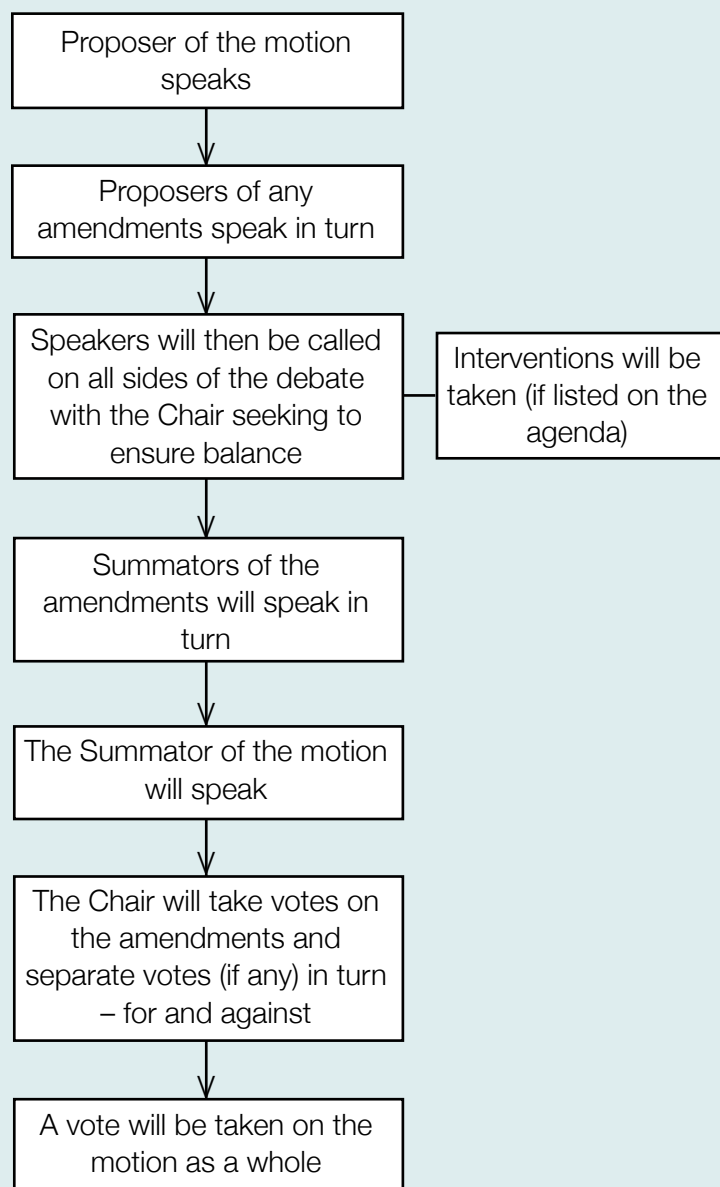 Proposer of the motion
speaks
Proposers of any
amendments speak in turn
Speakers will then be called
on all sides of the debate
with the Chair seeking to
ensure balance
Interventions will be
taken (if listed on the
agenda)
Summators of the
amendments will speak in
turn
The Summator of the motion
will speak
The Chair will take votes on
the amendments and
separate votes (if any) in turn
– for and against
A vote will be taken on the
motion as a whole